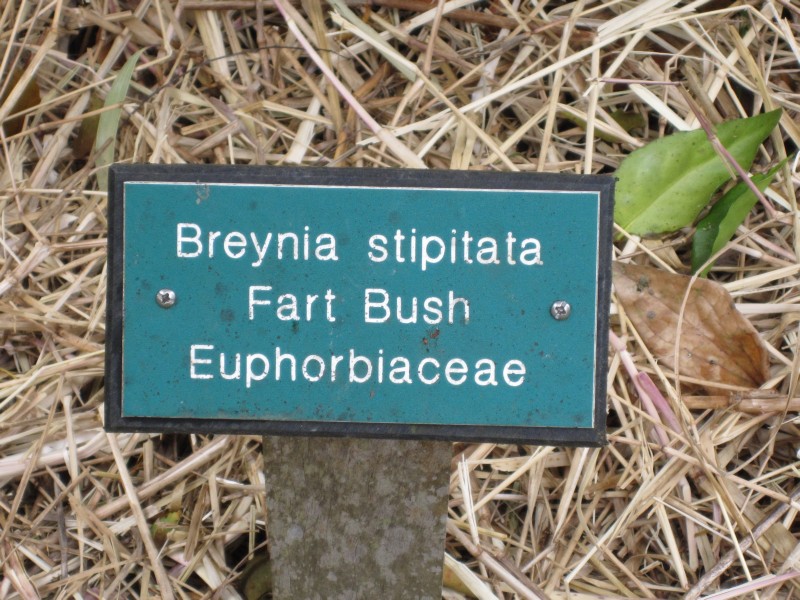 Breynia stipitata
Fart Bush
Euphorbiaceae